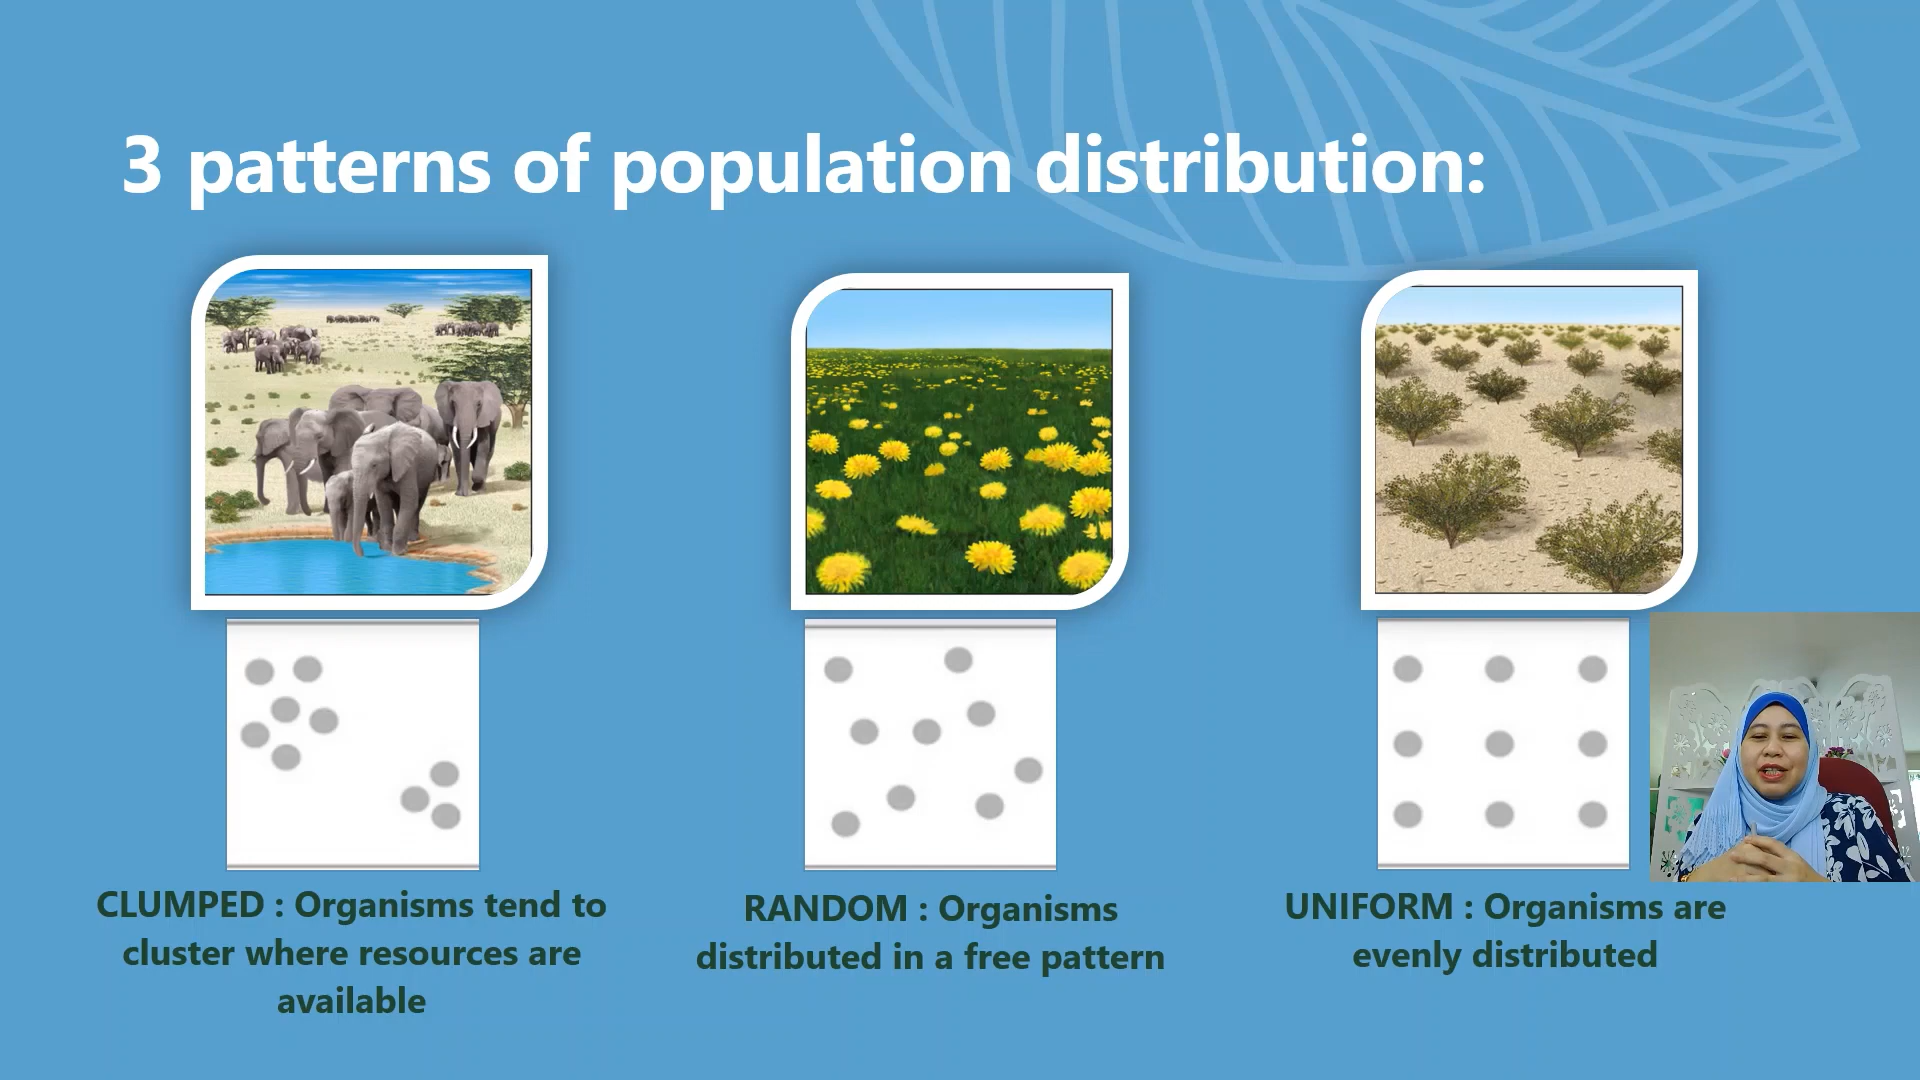 3 patterns of population distribution:
CLUMPED : Organisms tend to
cluster where resources are
available
RANDOM : Organisms
distributed in a free pattern
UNIFORM : Organisms are
evenly distributed